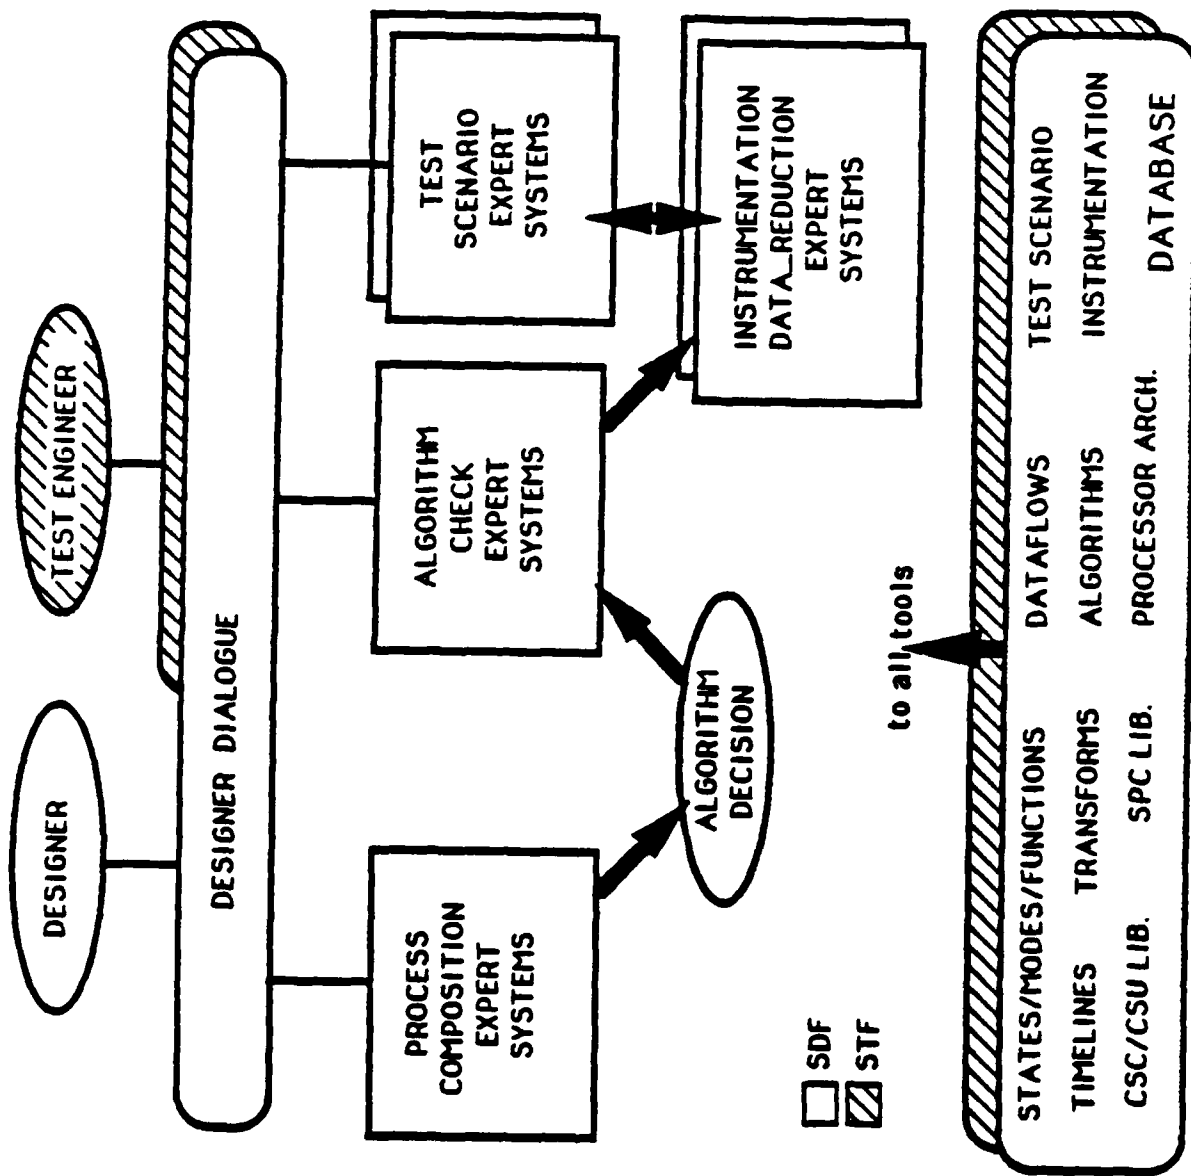 DESIGNER
TEST ENGINEER
DESIGNER DIALOGUE
PROCESS
COMPOSITION
EXPERT
SYSTEMS
ALGORITHM
CHECK
EXPERT
SYSTEMS
TEST
SCENARIO
EXPERT
SYSTEMS
ALGORITHM
DECISION
INSTRUMENTATION
DATA_REDUCTION
EXPERT
SYSTEMS
SDF
STF
to all tools
STATES/MODES/FUNCTIONS DATAFLOWS TEST SCENARIO
TIMELINES TRANSFORMS ALGORITHMS INSTRUMENTATION
CSC/CSU LIB. SPC LIB. PROCESSOR ARCH.
DATABASE